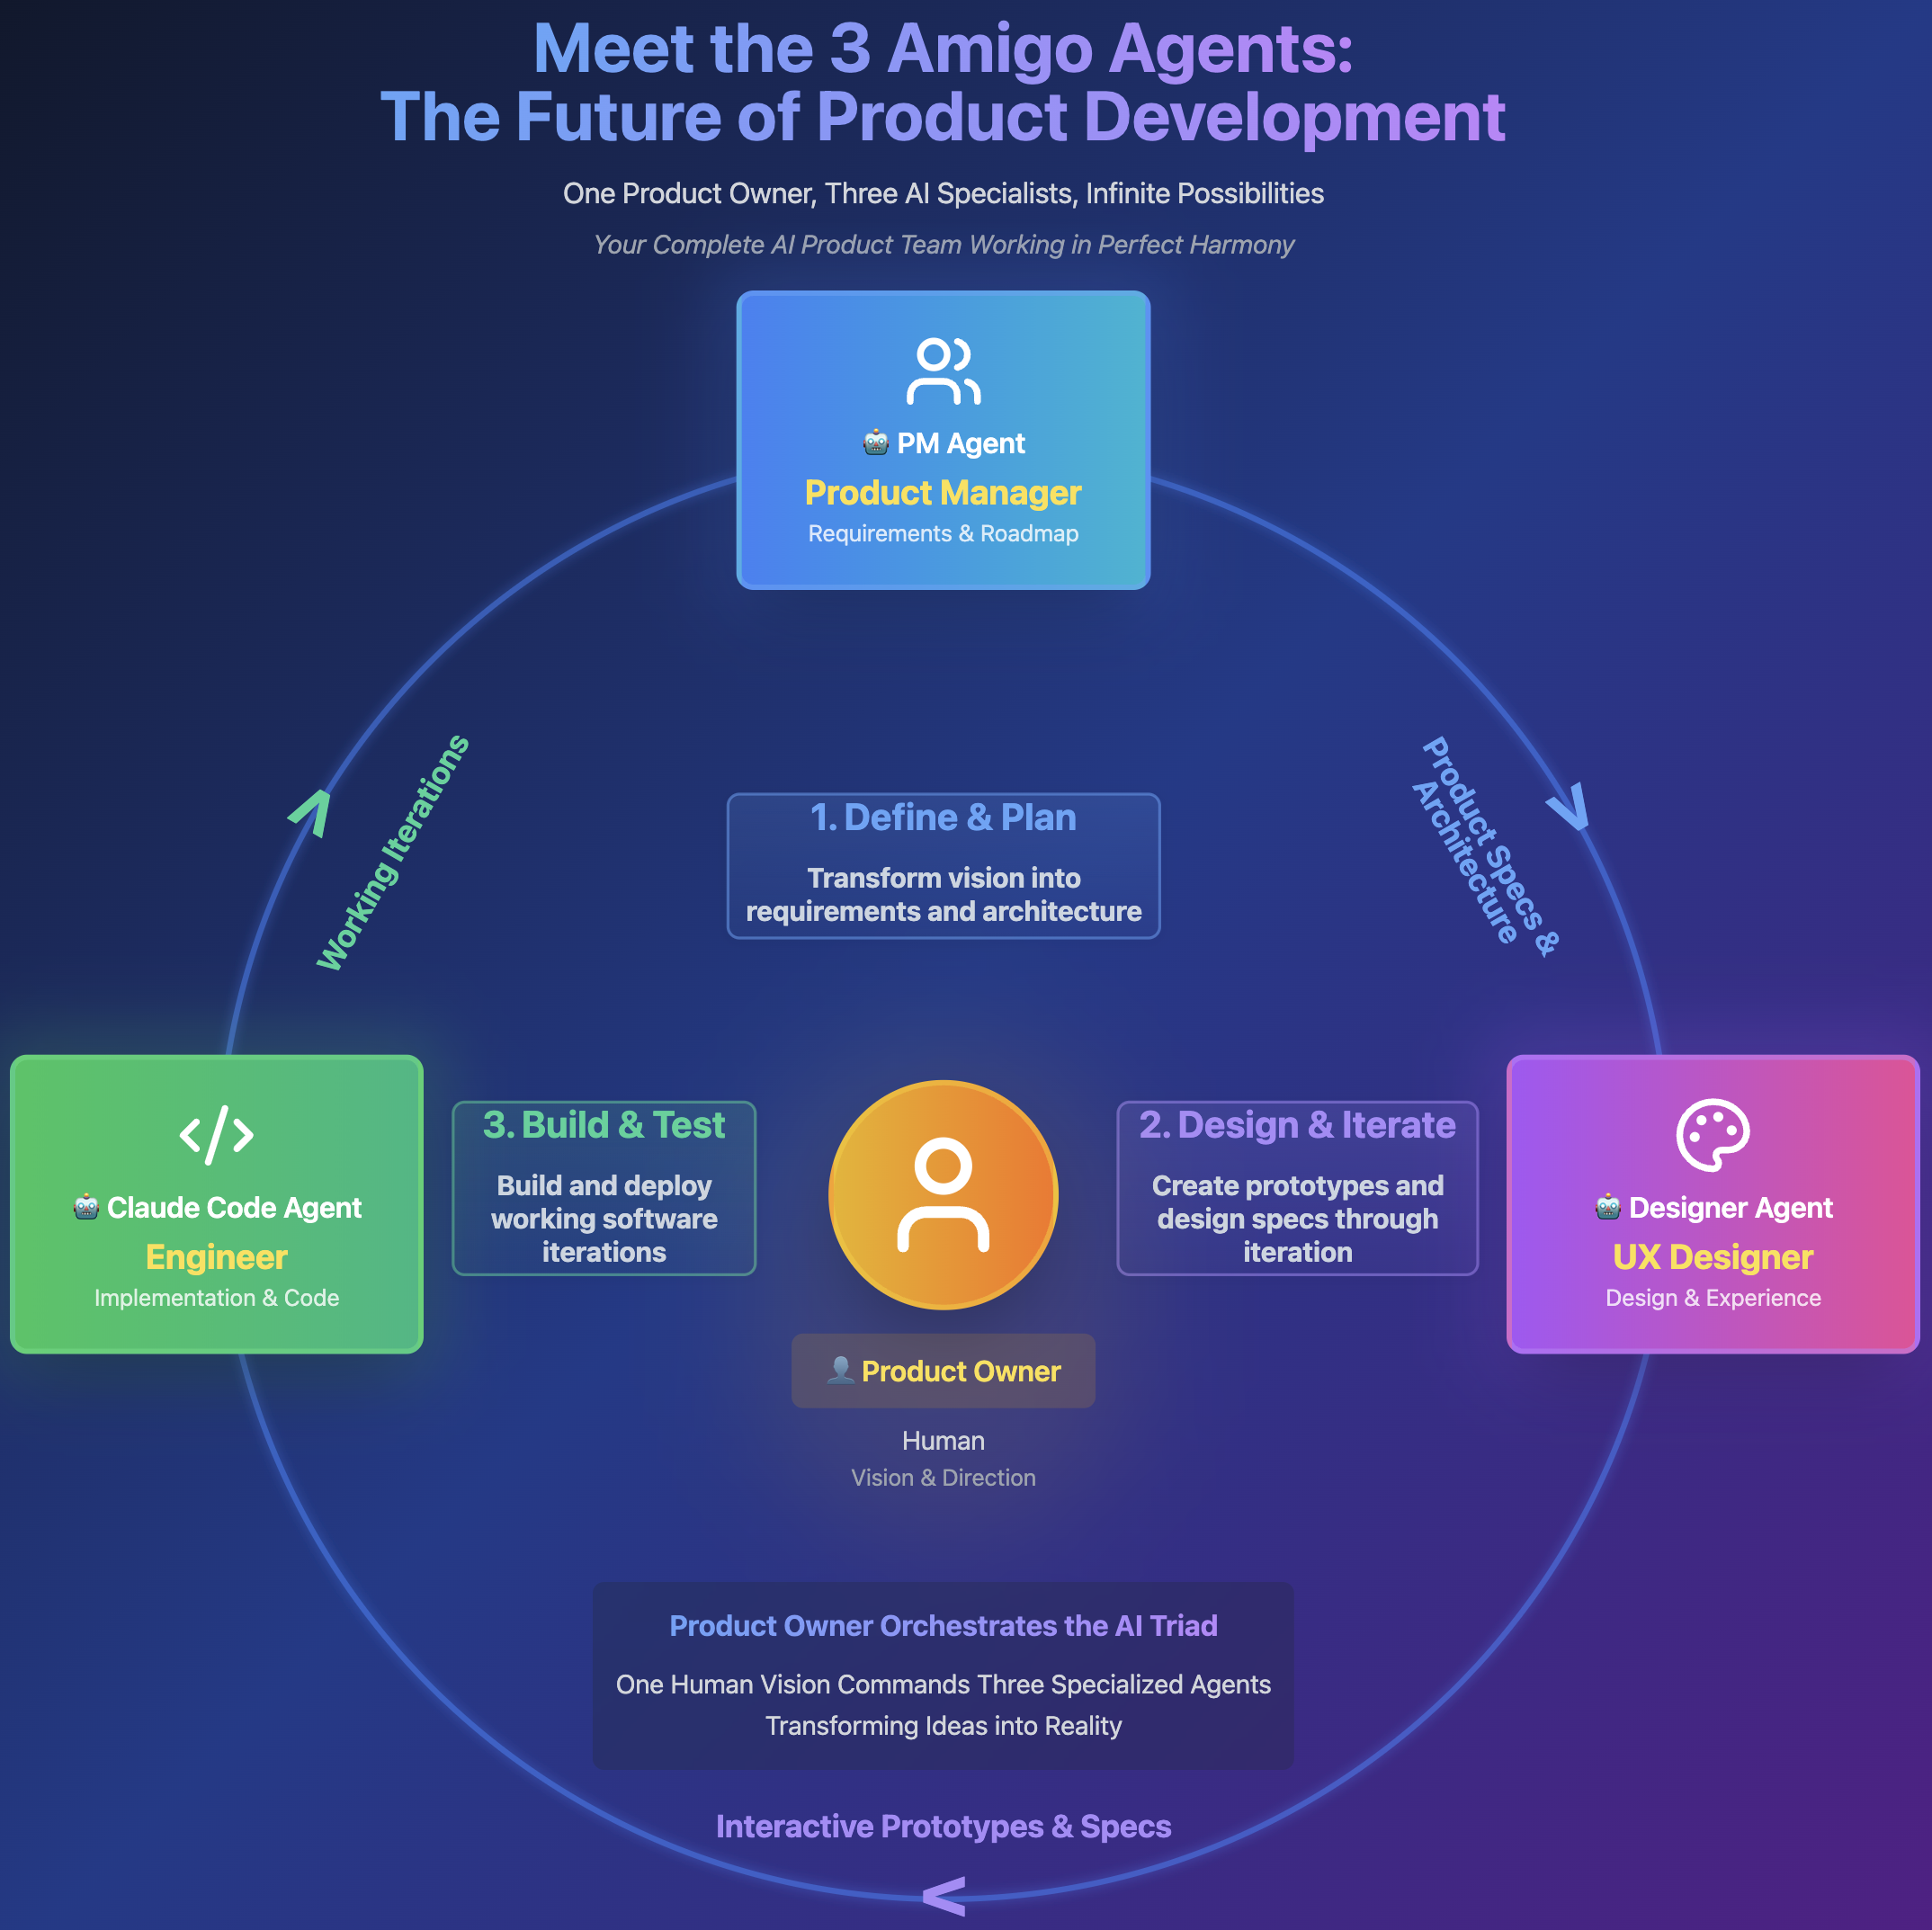 Meet the 3 Amigo Agents:
The Future of Product Development
One Product Owner, Three AI Specialists, Infinite Possibilities
Your Complete AI Product Team Working in Perfect Harmony
🤖 PM Agent
Product Manager
Requirements & Roadmap
Working Iterations
Product Specs &
Architecture
1. Define & Plan
Transform vision into
requirements and architecture
</>
🤖 Claude Code Agent
Engineer
Implementation & Code
3. Build & Test
Build and deploy
working software
iterations
2. Design & Iterate
Create prototypes and
design specs through
iteration
🤖 Designer Agent
UX Designer
Design & Experience
👤 Product Owner
Human
Vision & Direction
Product Owner Orchestrates the AI Triad
One Human Vision Commands Three Specialized Agents
Transforming Ideas into Reality
Interactive Prototypes & Specs